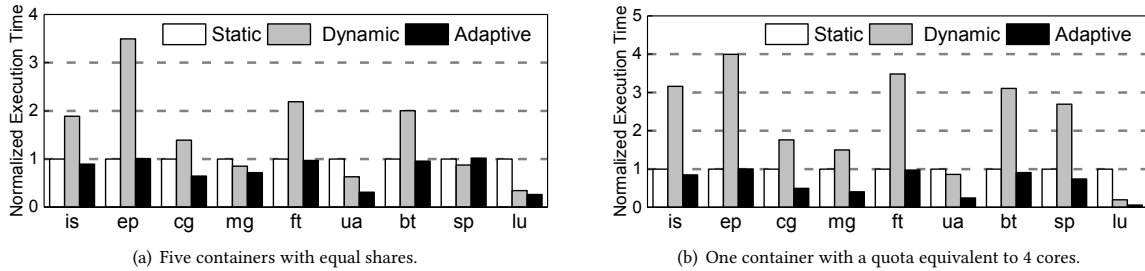 Normalized Execution Time
4
3
2
1
0
Static Dynamic Adaptive
is ep cg mg ft ua bt sp lu
(a) Five containers with equal shares.
Normalized Execution Time
5
4
3
2
1
0
Static Dynamic Adaptive
is ep cg mg ft ua bt sp lu
(b) One container with a quota equivalent to 4 cores.